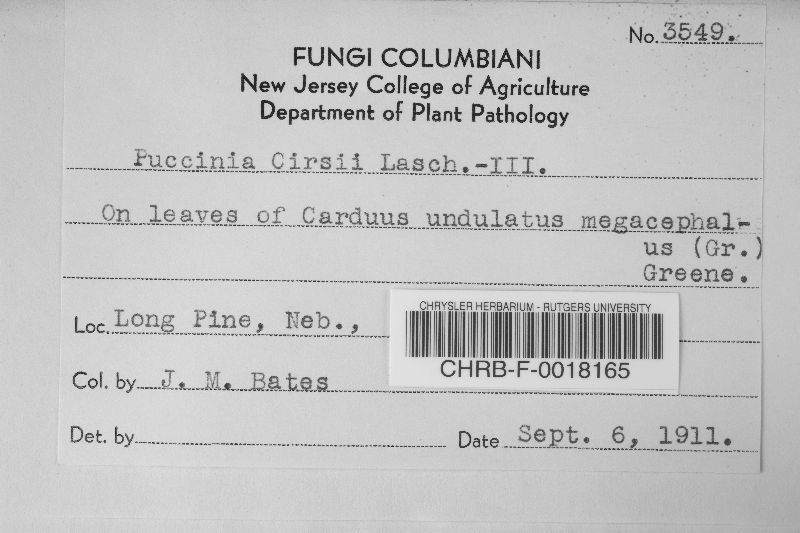 No. 3549.
FUNGI COLUMBIANI
New Jersey College of Agriculture
Department of Plant Pathology
Puccinia Cirsii Lasch.-III.
On leaves of Carduus undulatus megacephal-
us (Gr.)
Greene.
Loc. Long Pine, Neb.,
CHRYSLER HERBARIUM - RUTGERS UNIVERSITY
CHRB-F-0018165
Col. by J. M. Bates
Det. by
Date Sept. 6, 1911.